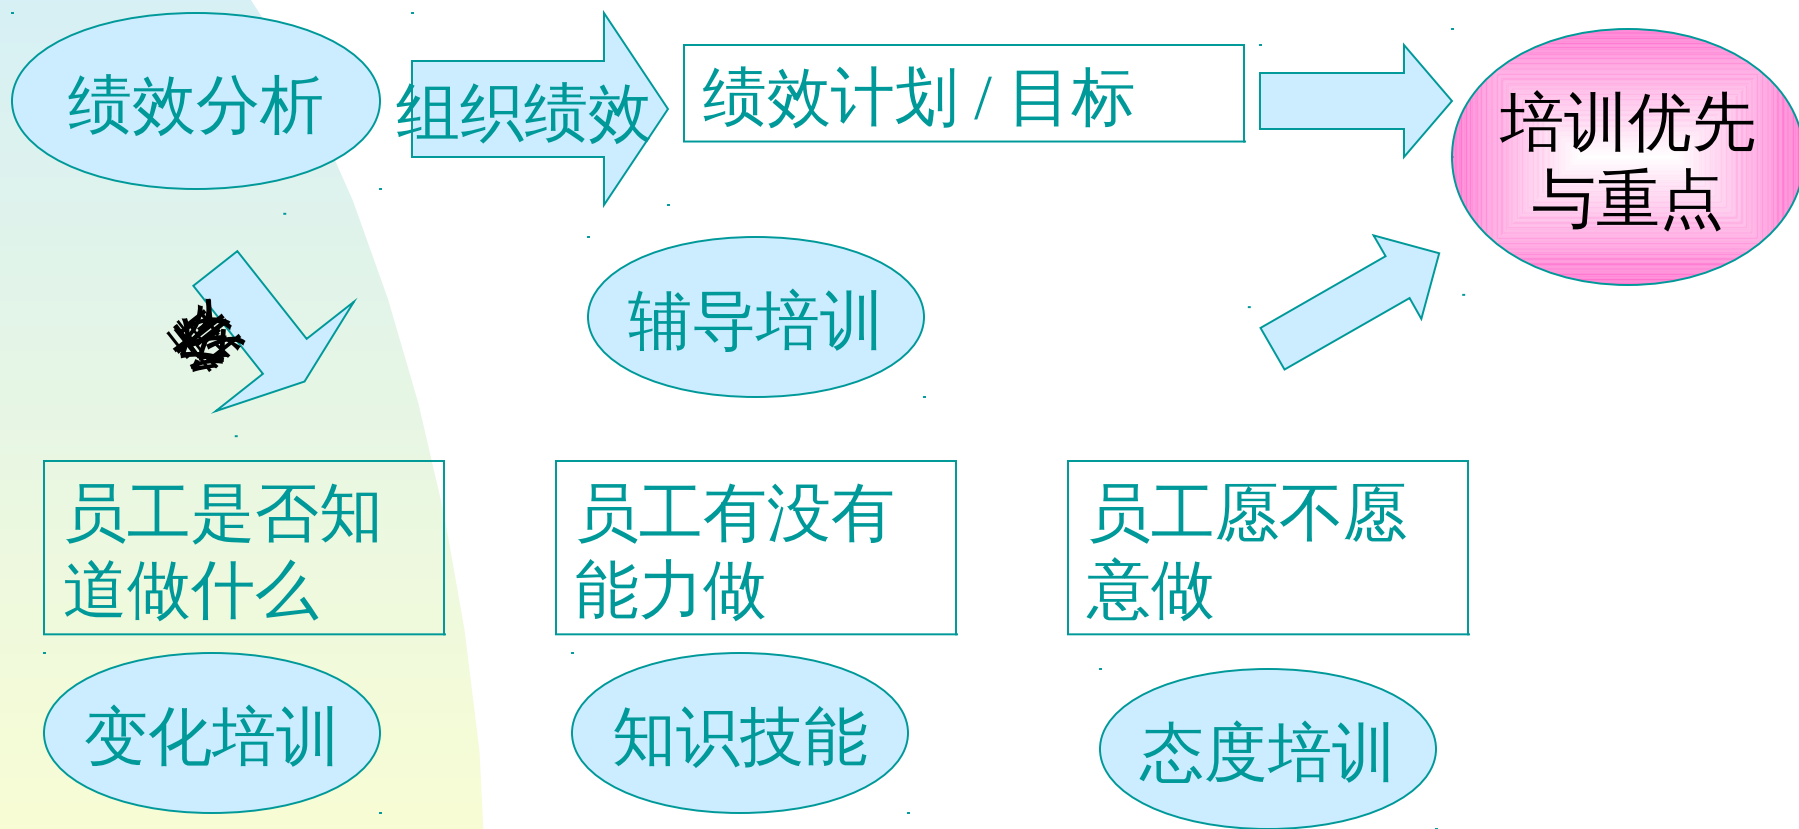 绩效分析
组织绩效
绩效计划 / 目标
培训优先
与重点
辅导培训
员工是否知
道做什么
员工有没有
能力做
员工愿不愿
意做
变化培训
知识技能
态度培训